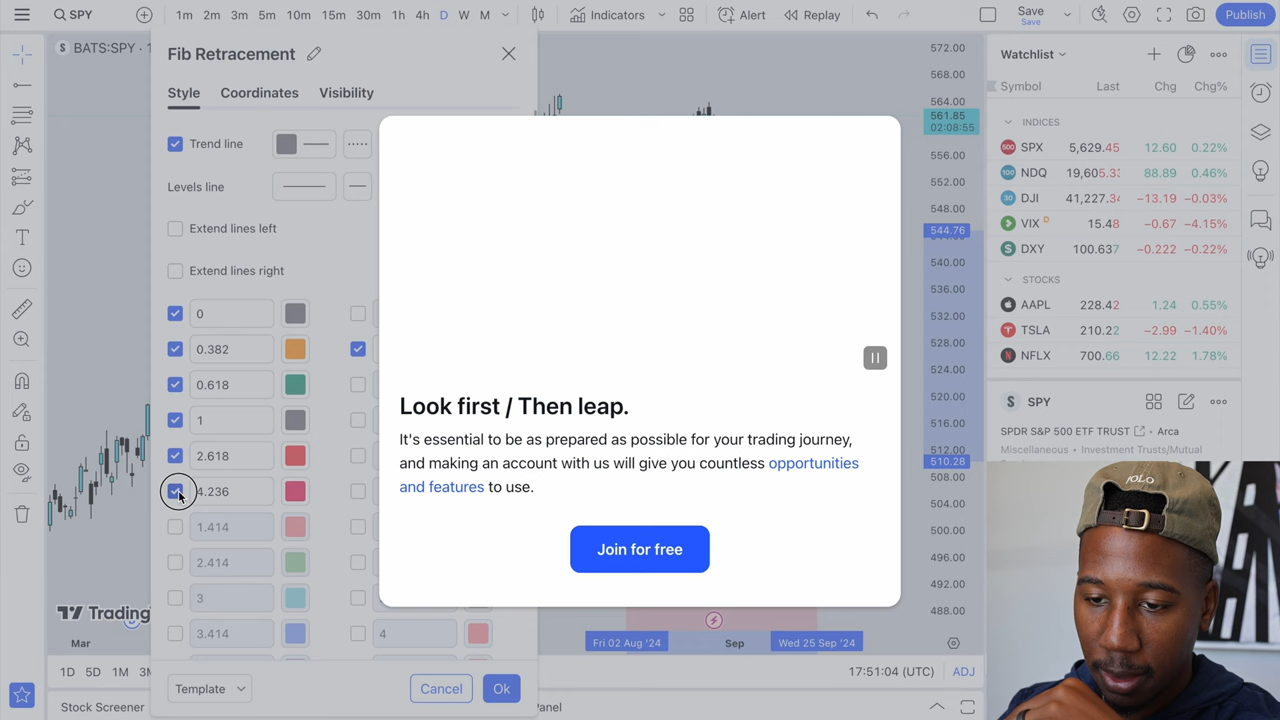 SPY
1m 2m 3m 5m 10m 15m 30m 1h 4h D W M
Indicators
Alert
Replay
Save
Save
Publish
BATS:SPY · 1
Fib Retracement
Style
Coordinates
Visibility
Trend line
Levels line
Extend lines left
Extend lines right
0
0.382
0.618
1
2.618
4.236
1.414
2.414
3
3.414
4
Template
Cancel
Ok
Look first / Then leap.
It's essential to be as prepared as possible for your trading journey,
and making an account with us will give you countless opportunities
and features to use.
Join for free
572.00
568.00
564.00
561.85
02:08:55
556.00
552.00
548.00
544.76
540.00
536.00
532.00
528.00
524.00
520.00
516.00
512.00
510.28
508.00
504.00
500.00
496.00
492.00
488.00
Watchlist
Symbol Last Chg Chg%
INDICES
SPX 5,629.45 12.60 0.22%
NDQ 19,605.33 88.89 0.46%
DJI 41,227.34 −13.19 −0.03%
VIX D 15.48 −0.67 −4.15%
DXY 100.637 −0.222 −0.22%
STOCKS
AAPL 228.42 1.24 0.55%
TSLA 210.22 −2.99 −1.40%
NFLX 700.66 12.22 1.78%
SPY
SPDR S&P 500 ETF TRUST · Arca
Miscellaneous · Investment Trusts/Mutual
Trading
Mar
Fri 02 Aug '24
Sep
Wed 25 Sep '24
1D 5D 1M 3M
17:51:04 (UTC)
ADJ
Stock Screener
Panel
JOLO